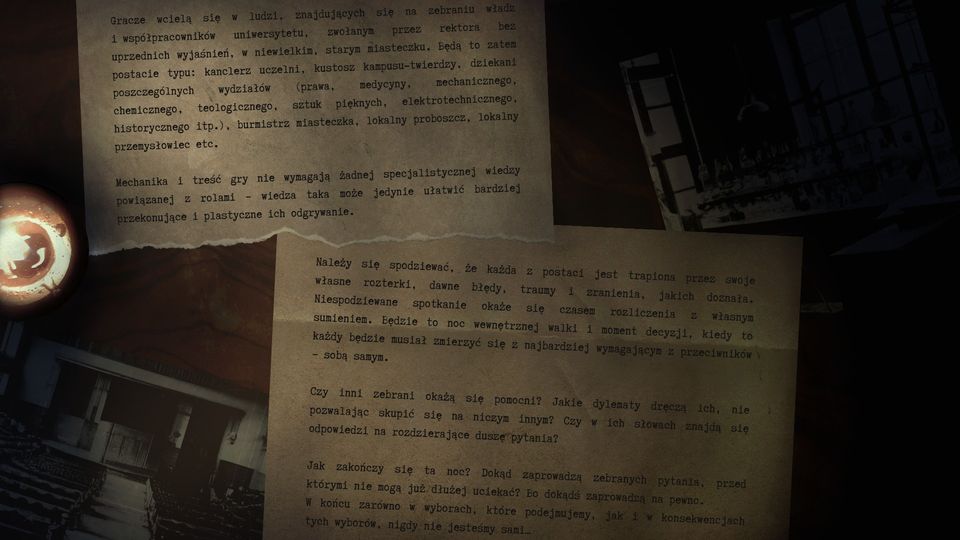 Gracze wcielą się w ludzi, znajdujących się na zebraniu władz
i współpracowników uniwersytetu, zwołanym przez rektora bez
uprzednich wyjaśnień, w niewielkim, starym miasteczku. Będą to zatem
postacie typu: kanclerz uczelni, kustosz kampusu-twierdzy, dziekani
poszczególnych wydziałów (prawa, medycyny, mechanicznego,
chemicznego, teologicznego, sztuk pięknych, elektrotechnicznego,
historycznego itp.), burmistrz miasteczka, lokalny proboszcz, lokalny
przemysłowiec etc.
Mechanika i treść gry nie wymagają żadnej specjalistycznej wiedzy
powiązanej z rolami - wiedza taka może jedynie ułatwić bardziej
przekonujące i plastyczne ich odgrywanie.
Należy się spodziewać, że każda z postaci jest trapiona przez swoje
własne rozterki, dawne błędy, traumy i zranienia, jakich doznała.
Niespodziewane spotkanie okaże się czasem rozliczenia z własnym
sumieniem. Będzie to noc wewnętrznej walki i moment decyzji, kiedy to
każdy będzie musiał zmierzyć się z najbardziej wymagającym z przeciwników
- sobą samym.
Czy inni zebrani okażą się pomocni? Jakie dylematy dręczą ich, nie
pozwalając skupić się na niczym innym? Czy w ich słowach znajdą się
odpowiedzi na rozdzierające duszę pytania?
Jak zakończy się ta noc? Dokąd zaprowadzą zebranych pytania, przed
którymi nie mogą już dłużej uciekać? Bo dokądś zaprowadzą na pewno.
W końcu zarówno w wyborach, które podejmujemy, jak i w konsekwencjach
tych wyborów, nigdy nie jesteśmy sami…